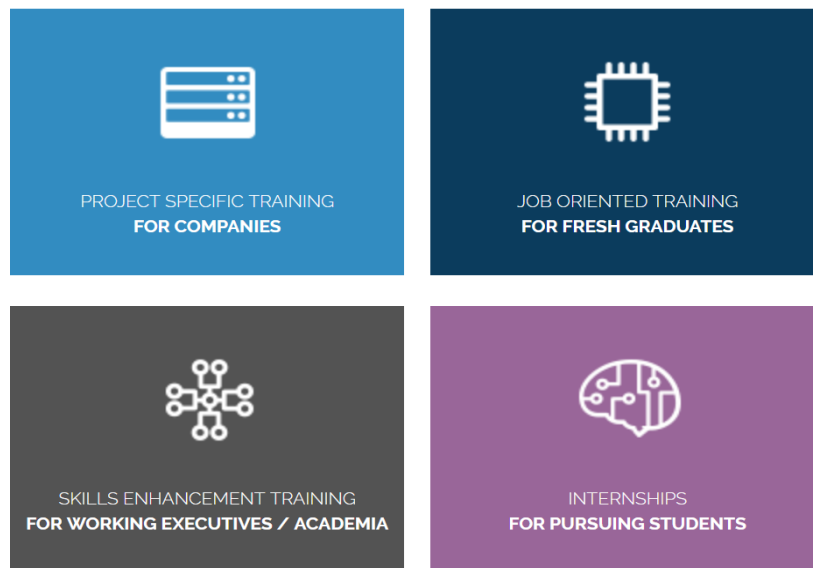 PROJECT SPECIFIC TRAINING
FOR COMPANIES
JOB ORIENTED TRAINING
FOR FRESH GRADUATES
SKILLS ENHANCEMENT TRAINING
FOR WORKING EXECUTIVES / ACADEMIA
INTERNSHIPS
FOR PURSUING STUDENTS